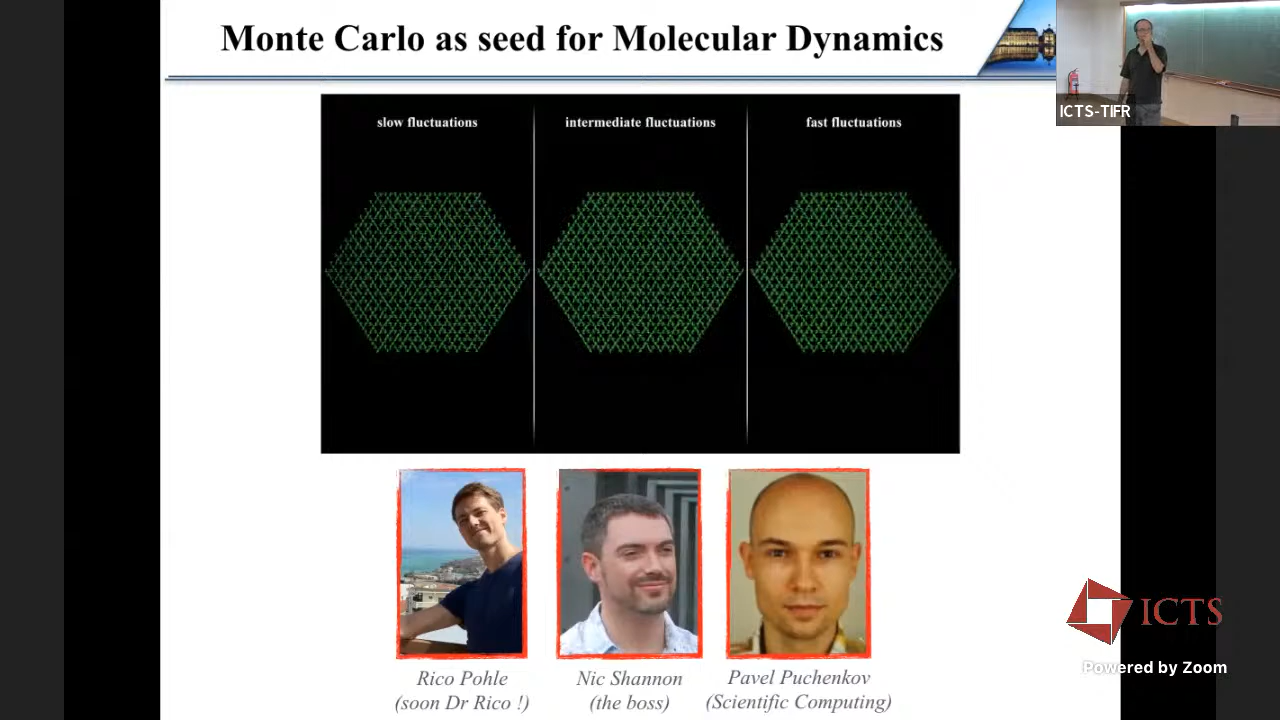 Monte Carlo as seed for Molecular Dynamics
ICTS-TIFR
slow fluctuations
intermediate fluctuations
fast fluctuations
Rico Pohle
(soon Dr Rico !)
Nic Shannon
(the boss)
Pavel Puchenkov
(Scientific Computing)
ICTS
Powered by Zoom